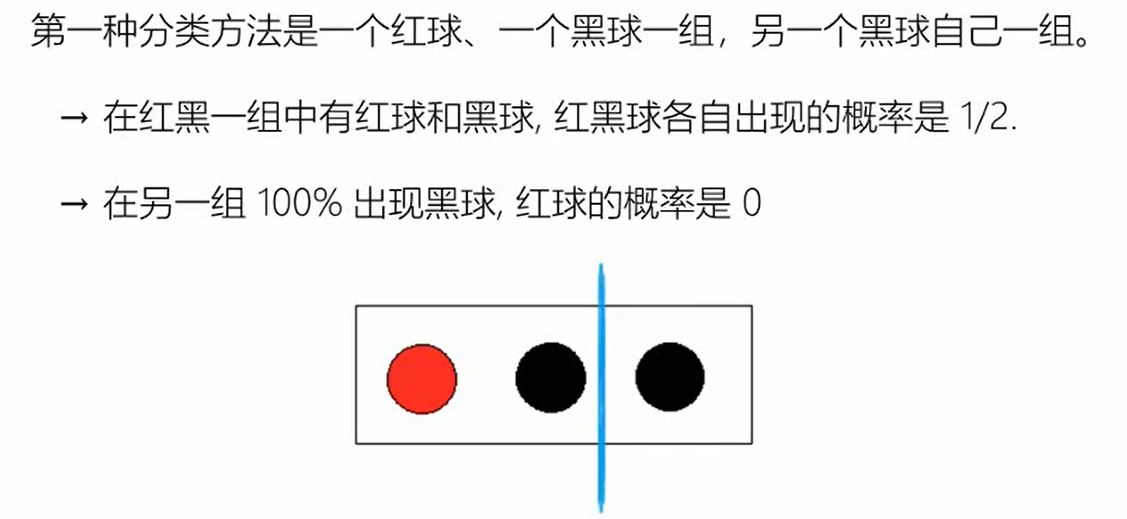 第一种分类方法是一个红球、一个黑球一组，另一个黑球自己一组。
→ 在红黑一组中有红球和黑球, 红黑球各自出现的概率是 1/2.
→ 在另一组 100% 出现黑球, 红球的概率是 0